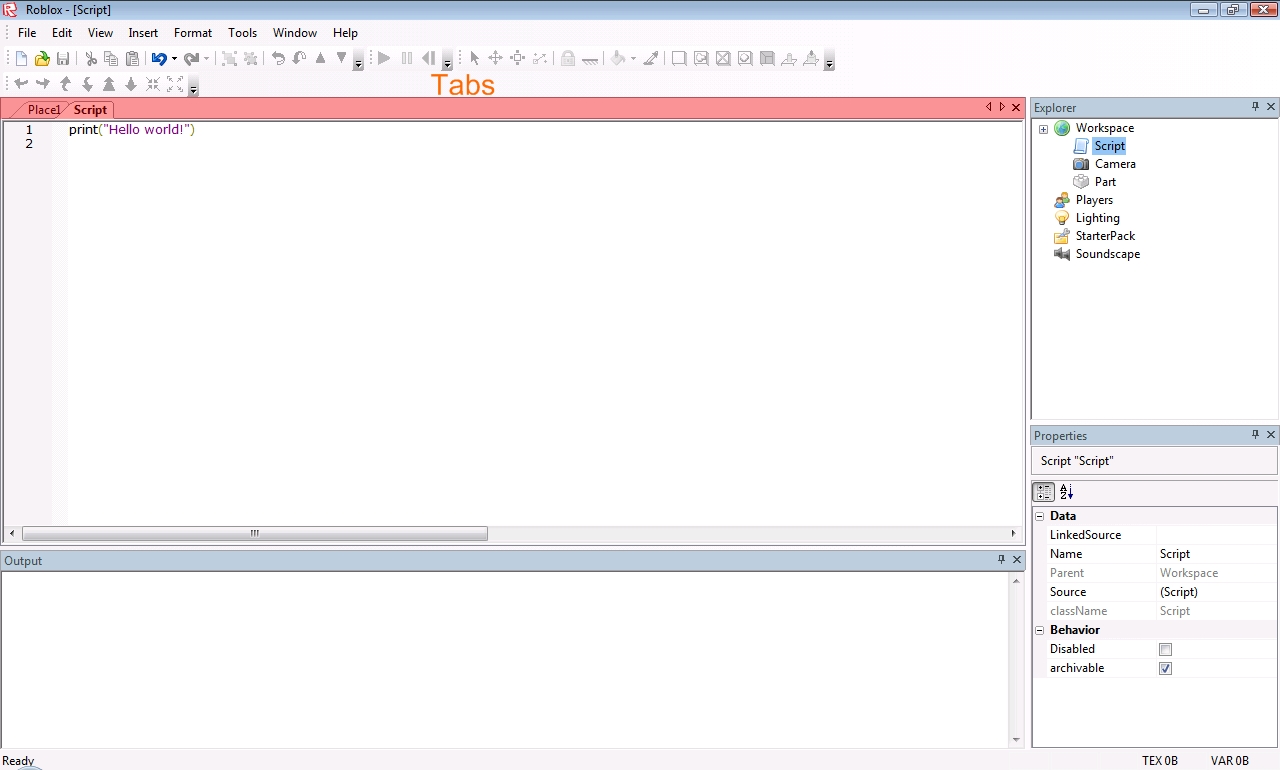 Roblox - [Script]
File Edit View Insert Format Tools Window Help
Tabs
Place1 Script
1 print("Hello world!")
2
Explorer
Workspace
Script
Camera
Part
Players
Lighting
StarterPack
Soundscape
Properties
Script "Script"
Data
LinkedSource
Name Script
Parent Workspace
Source (Script)
className Script
Behavior
Disabled
archivable
Output
Ready TEX 0B VAR 0B